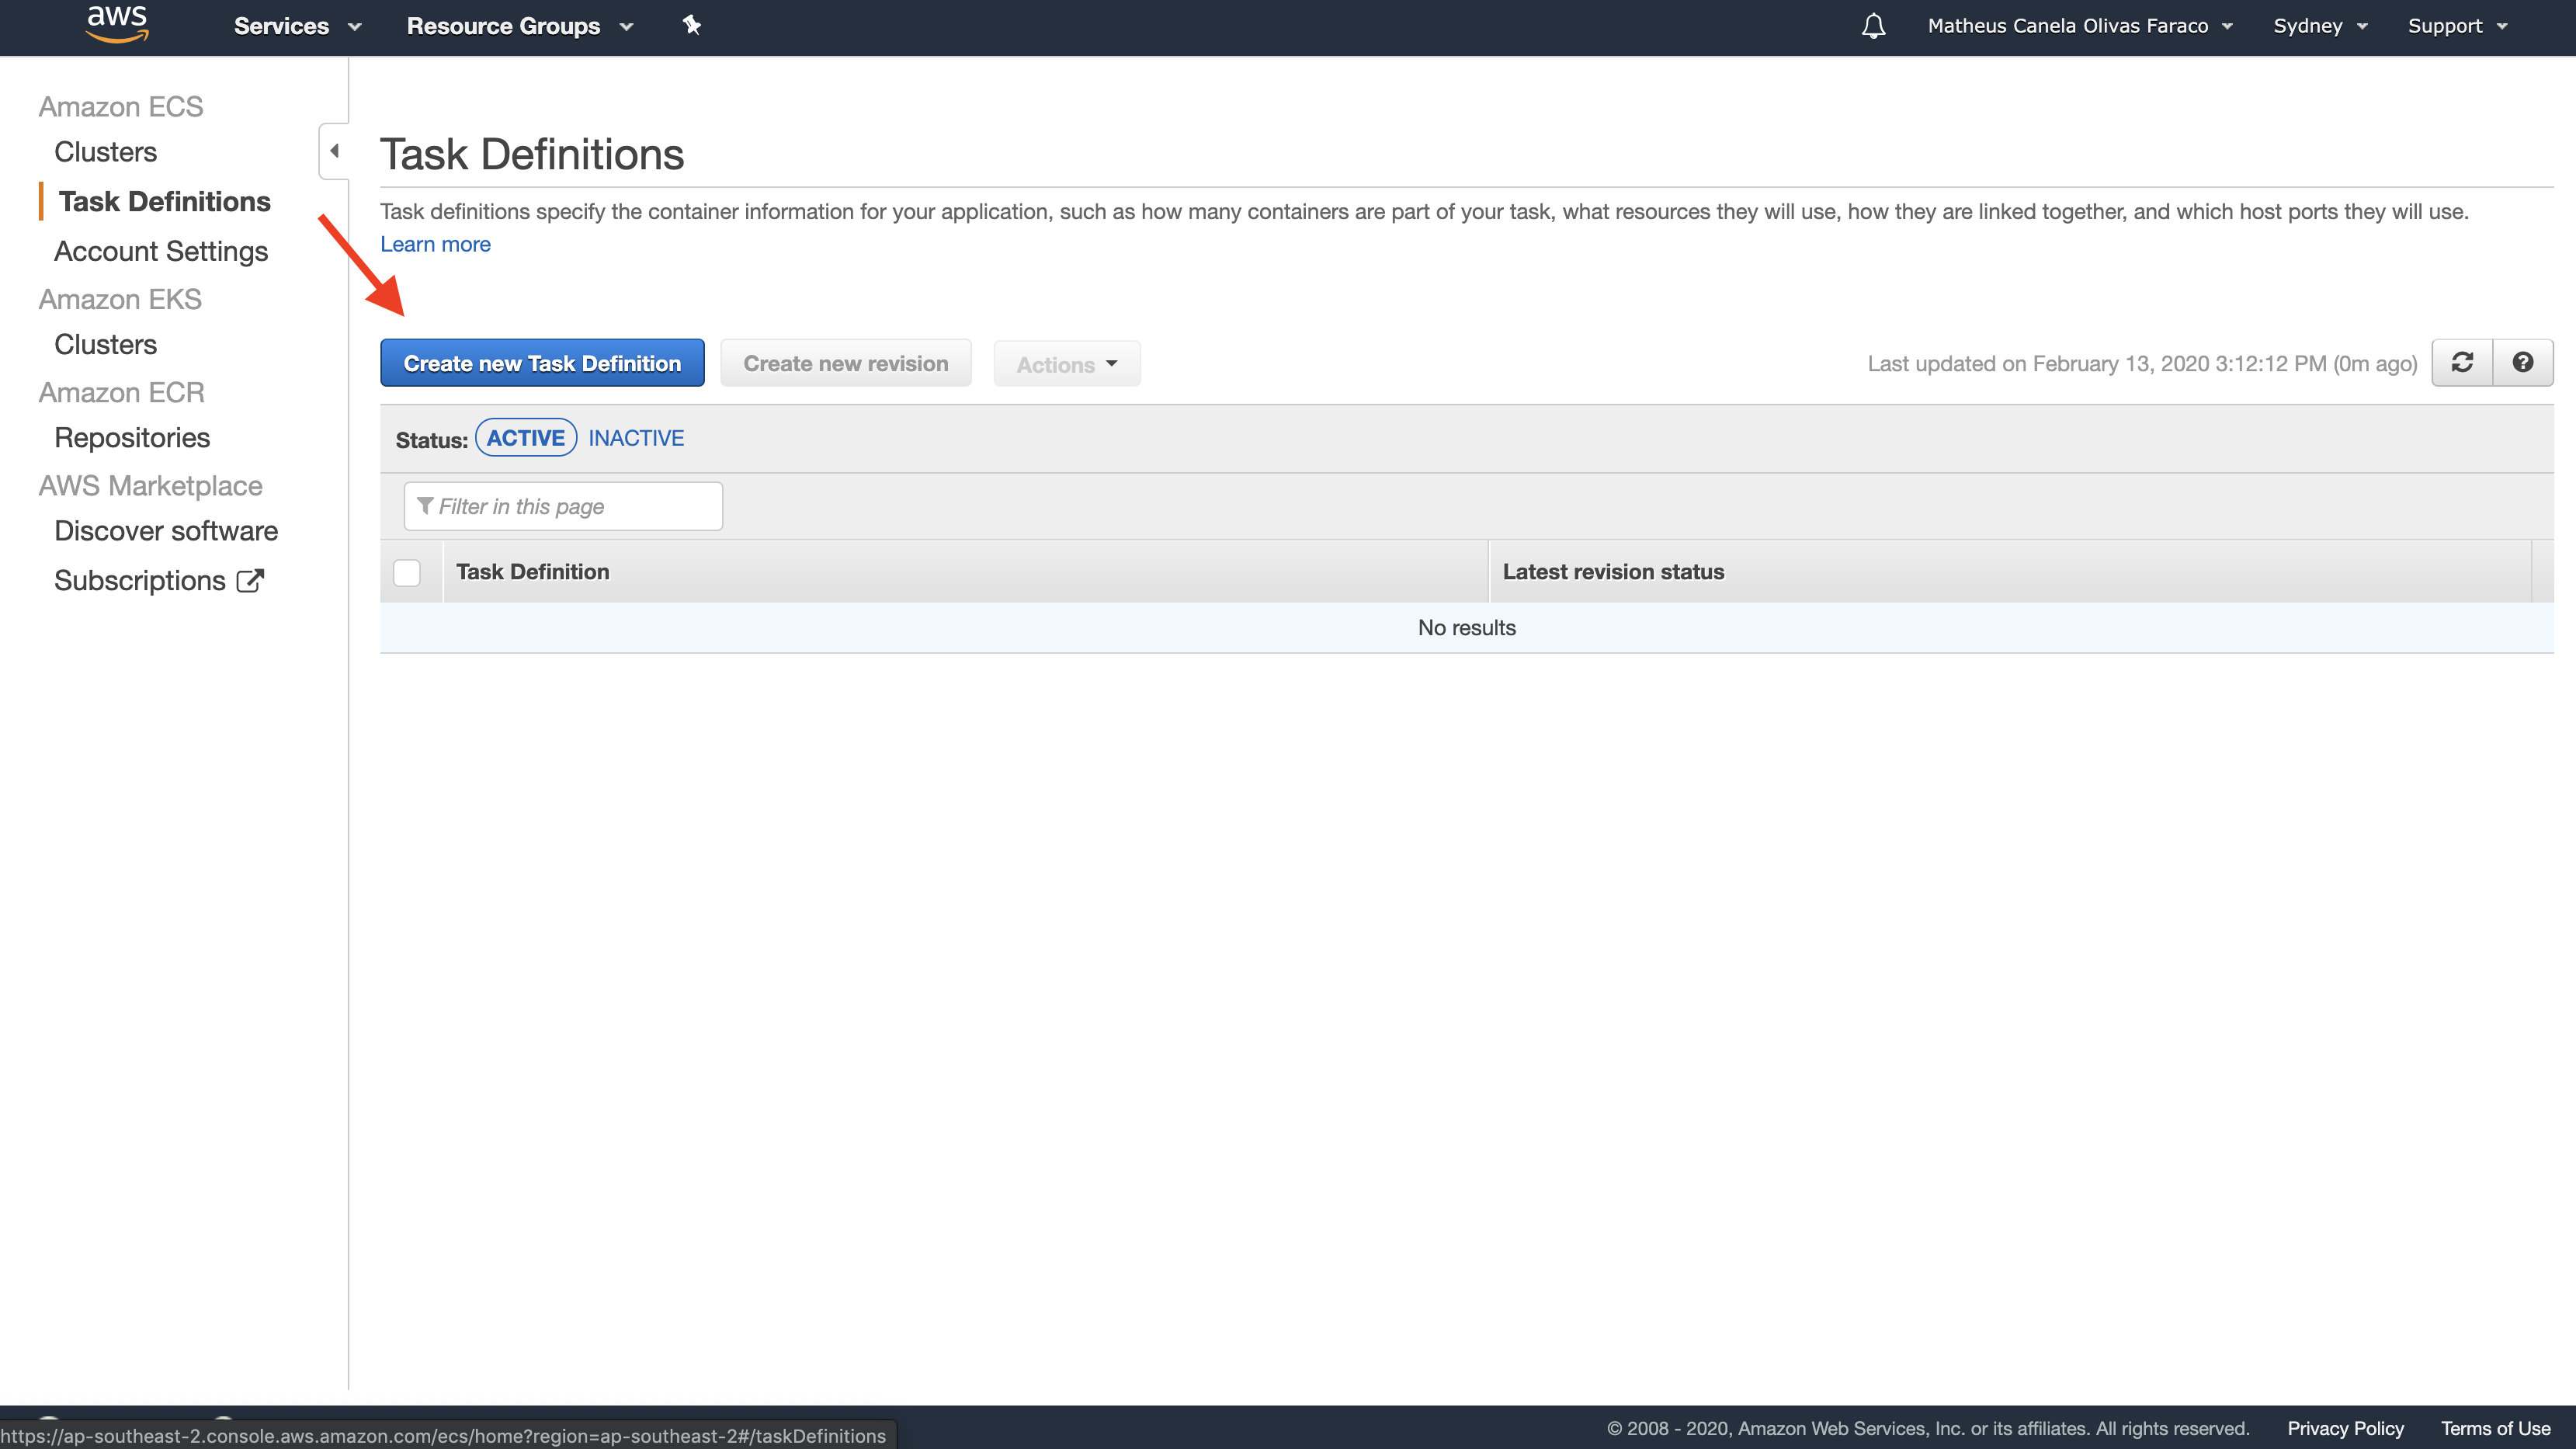 aws
Services
Resource Groups
Matheus Canela Olivas Faraco
Sydney
Support
Amazon ECS
Clusters
Task Definitions
Account Settings
Amazon EKS
Clusters
Amazon ECR
Repositories
AWS Marketplace
Discover software
Subscriptions
Task Definitions
Task definitions specify the container information for your application, such as how many containers are part of your task, what resources they will use, how they are linked together, and which host ports they will use.
Learn more
Create new Task Definition
Create new revision
Actions
Last updated on February 13, 2020 3:12:12 PM (0m ago)
Status: ACTIVE INACTIVE
Filter in this page
Task Definition
Latest revision status
No results
https://ap-southeast-2.console.aws.amazon.com/ecs/home?region=ap-southeast-2#/taskDefinitions
© 2008 - 2020, Amazon Web Services, Inc. or its affiliates. All rights reserved.
Privacy Policy
Terms of Use